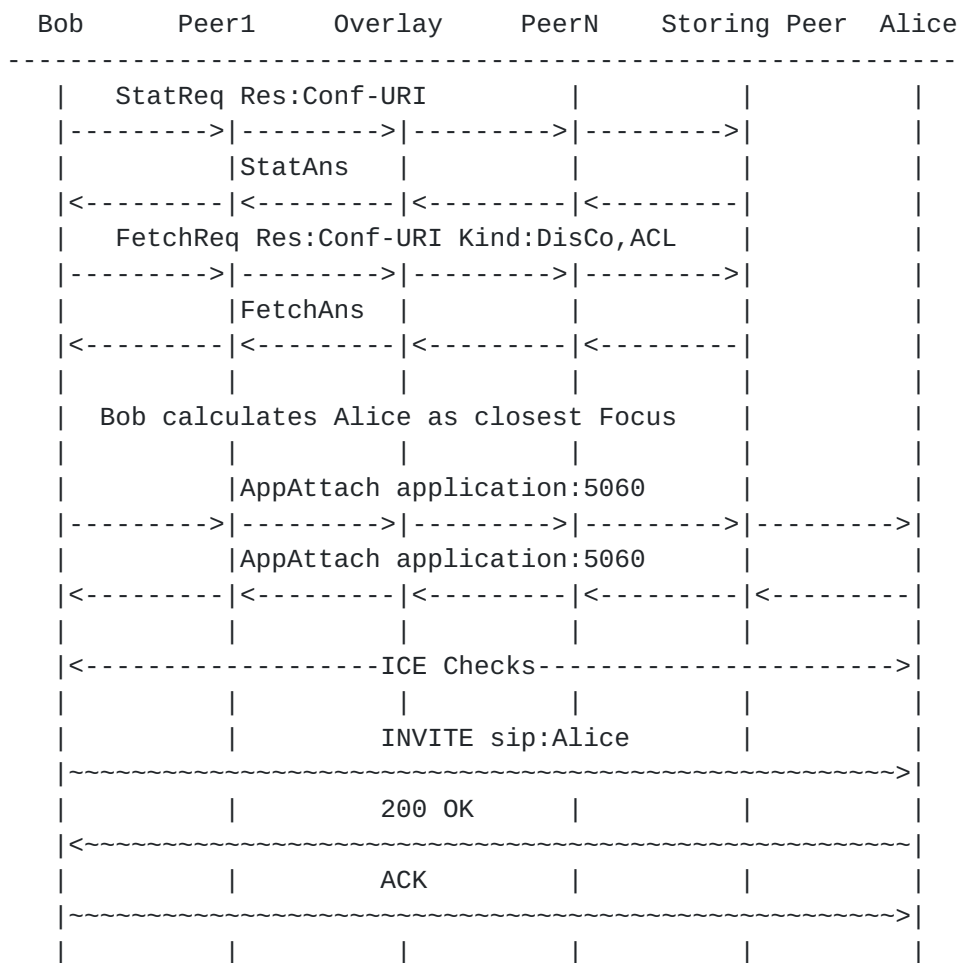 Bob      Peer1     Overlay     PeerN    Storing Peer  Alice
-------------------------------------------------------------
   |   StatReq Res:Conf-URI         |          |          |
   |--------->|--------->|--------->|--------->|          |
   |          |StatAns   |          |          |          |
   |<---------|<---------|<---------|<---------|          |
   |   FetchReq Res:Conf-URI Kind:DisCo,ACL    |          |
   |--------->|--------->|--------->|--------->|          |
   |          |FetchAns  |          |          |          |
   |<---------|<---------|<---------|<---------|          |
   |          |          |          |          |          |
   |  Bob calculates Alice as closest Focus    |          |
   |          |          |          |          |          |
   |          |AppAttach application:5060      |          |
   |--------->|--------->|--------->|--------->|--------->|
   |          |AppAttach application:5060      |          |
   |<---------|<---------|<---------|<---------|<---------|
   |          |          |          |          |          |
   |<-------------------ICE Checks----------------------->|
   |          |          |          |          |          |
   |          |         INVITE sip:Alice       |          |
   |~~~~~~~~~~~~~~~~~~~~~~~~~~~~~~~~~~~~~~~~~~~~~~~~~~~~~>|
   |          |         200 OK      |          |          |
   |<~~~~~~~~~~~~~~~~~~~~~~~~~~~~~~~~~~~~~~~~~~~~~~~~~~~~~|
   |          |         ACK         |          |          |
   |~~~~~~~~~~~~~~~~~~~~~~~~~~~~~~~~~~~~~~~~~~~~~~~~~~~~~>|
   |          |          |          |          |          |